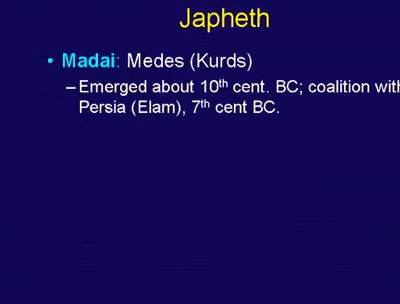 Japheth
• Madai: Medes (Kurds)
–Emerged about 10th cent. BC; coalition with
Persia (Elam), 7th cent BC.